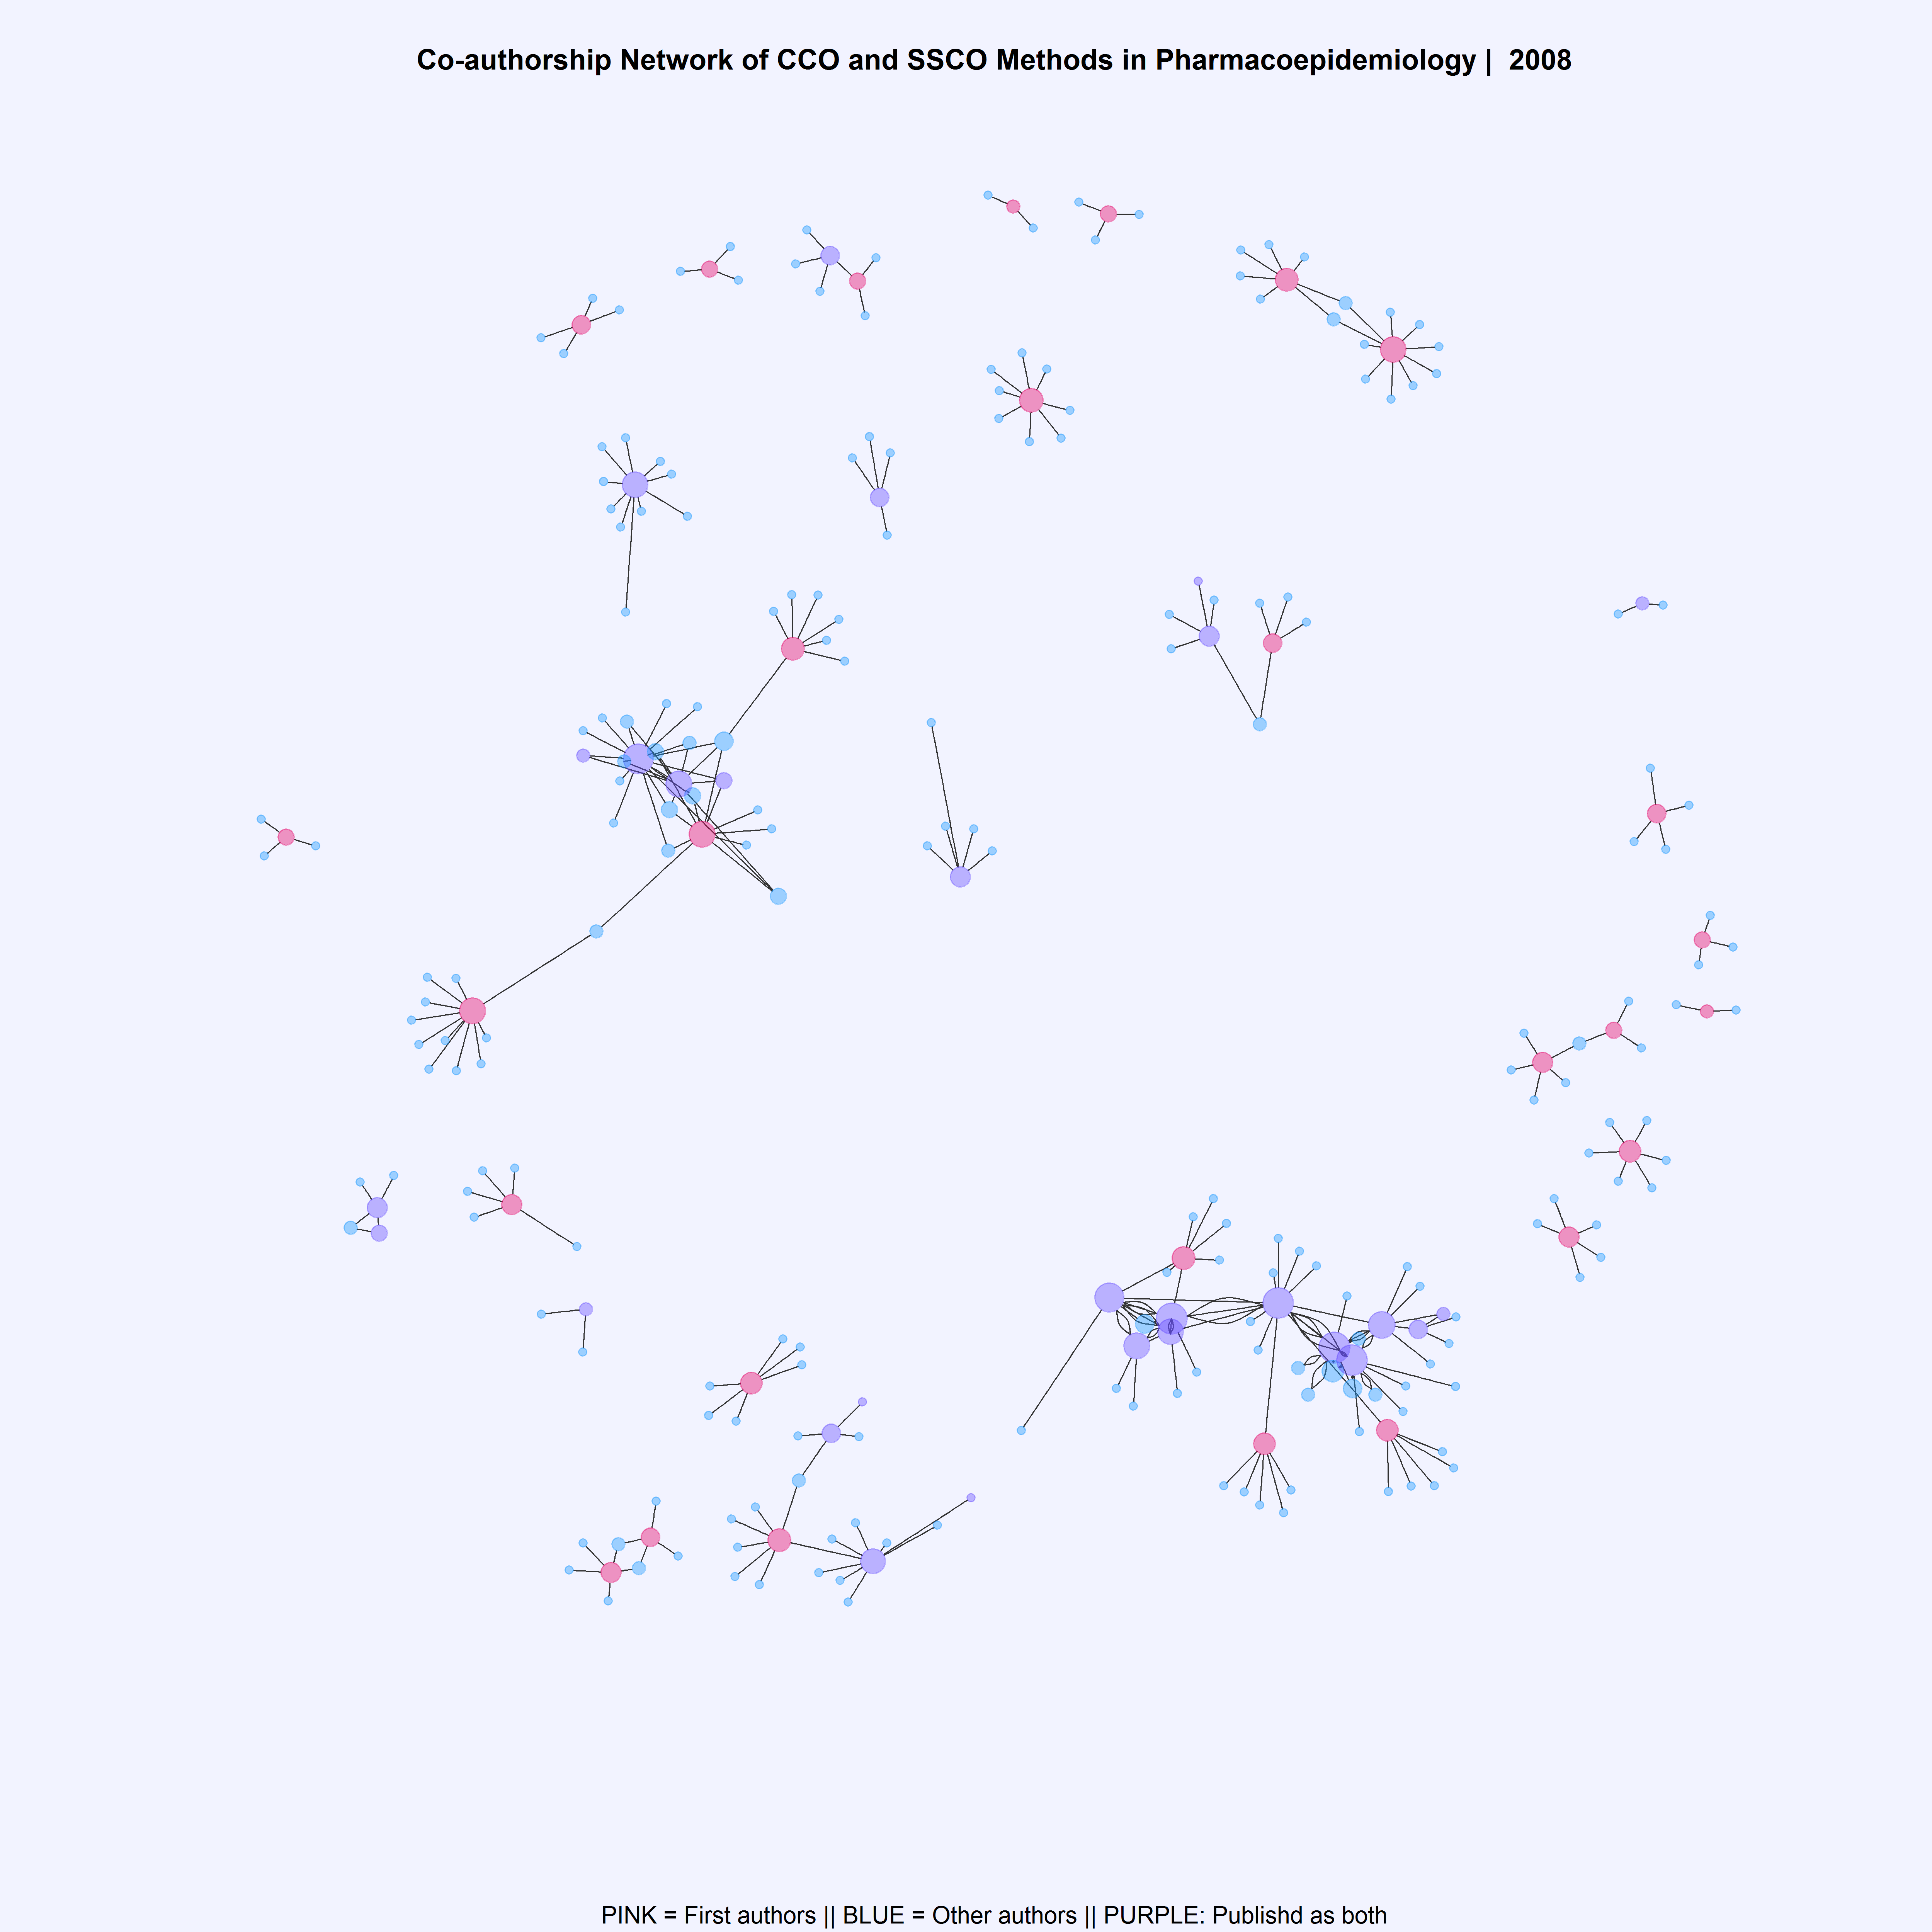 Co-authorship Network of CCO and SSCO Methods in Pharmacoepidemiology | 2008
PINK = First authors || BLUE = Other authors || PURPLE: Publishd as both